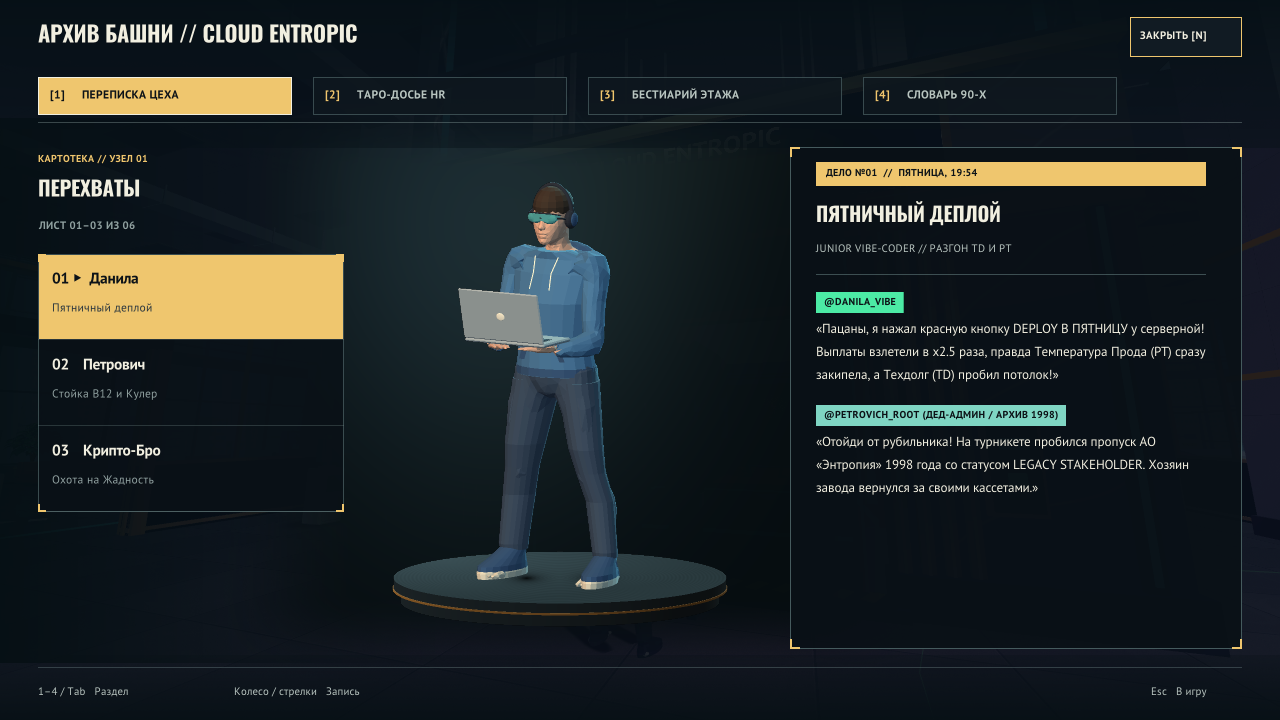 АРХИВ БАШНИ // CLOUD ENTROPIC
ЗАКРЫТЬ [N]
[1] ПЕРЕПИСКА ЦЕХА
[2] ТАРО-ДОСЬЕ HR
[3] БЕСТИАРИЙ ЭТАЖА
[4] СЛОВАРЬ 90-Х
КАРТОТЕКА // УЗЕЛ 01
ПЕРЕХВАТЫ
ЛИСТ 01–03 ИЗ 06
01 ▶ Данила
Пятничный деплой
02 Петрович
Стойка B12 и Кулер
03 Крипто-Бро
Охота на Жадность
ENTROPIC
ДЕЛО №01 // ПЯТНИЦА, 19:54
ПЯТНИЧНЫЙ ДЕПЛОЙ
JUNIOR VIBE-CODER // РАЗГОН TD И PT
@DANILA_VIBE
«Пацаны, я нажал красную кнопку DEPLOY В ПЯТНИЦУ у серверной!
Выплаты взлетели в x2.5 раза, правда Температура Прода (PT) сразу
закипела, а Техдолг (TD) пробил потолок!»
@PETROVICH_ROOT (ДЕД-АДМИН / АРХИВ 1998)
«Отойди от рубильника! На турникете пробился пропуск АО
«Энтропия» 1998 года со статусом LEGACY STAKEHOLDER. Хозяин
завода вернулся за своими кассетами.»
1–4 / Tab Раздел
Колесо / стрелки Запись
Esc В игру